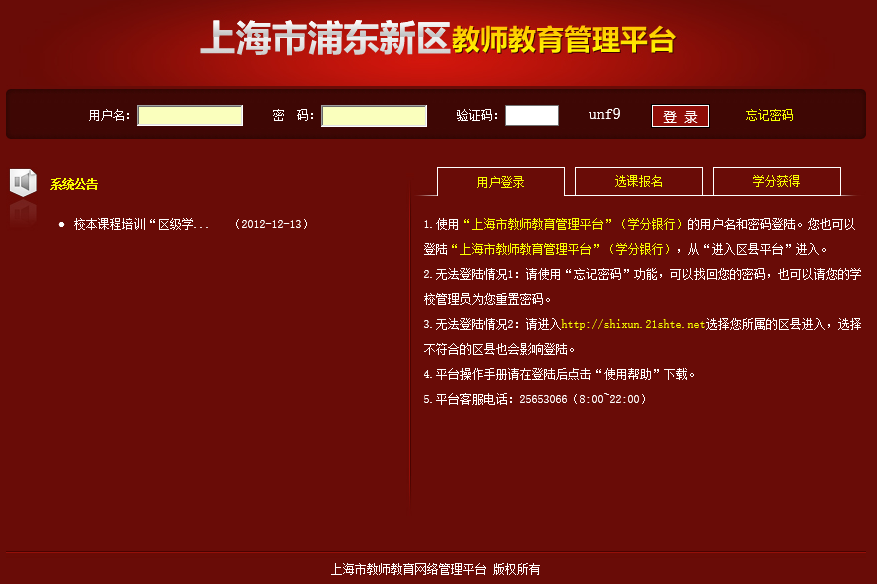 上海市浦东新区教师教育管理平台
用户名： 密 码： 验证码： unf9 登 录 忘记密码
系统公告
用户登录 选课报名 学分获得
校本课程培训“区级学... （2012-12-13）
1.使用“上海市教师教育管理平台”（学分银行）的用户名和密码登陆。您也可以
登陆“上海市教师教育管理平台”（学分银行），从“进入区县平台”进入。
2.无法登陆情况1：请使用“忘记密码”功能，可以找回您的密码，也可以请您的学
校管理员为您重置密码。
3.无法登陆情况2：请进入http://shixun.21shte.net选择您所属的区县进入，选择
不符合的区县也会影响登陆。
4.平台操作手册请在登陆后点击“使用帮助”下载。
5.平台客服电话：25653066（8:00~22:00）
上海市教师教育网络管理平台 版权所有